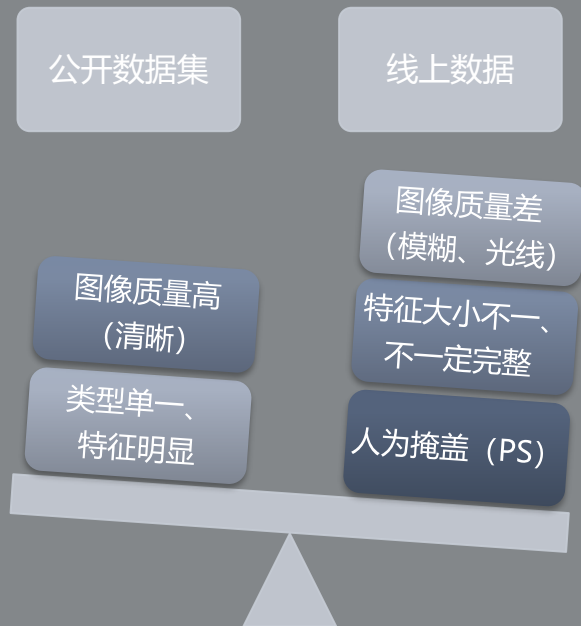 公开数据集
线上数据
图像质量高
（清晰）
类型单一、
特征明显
图像质量差
（模糊、光线）
特征大小不一、
不一定完整
人为掩盖（PS）